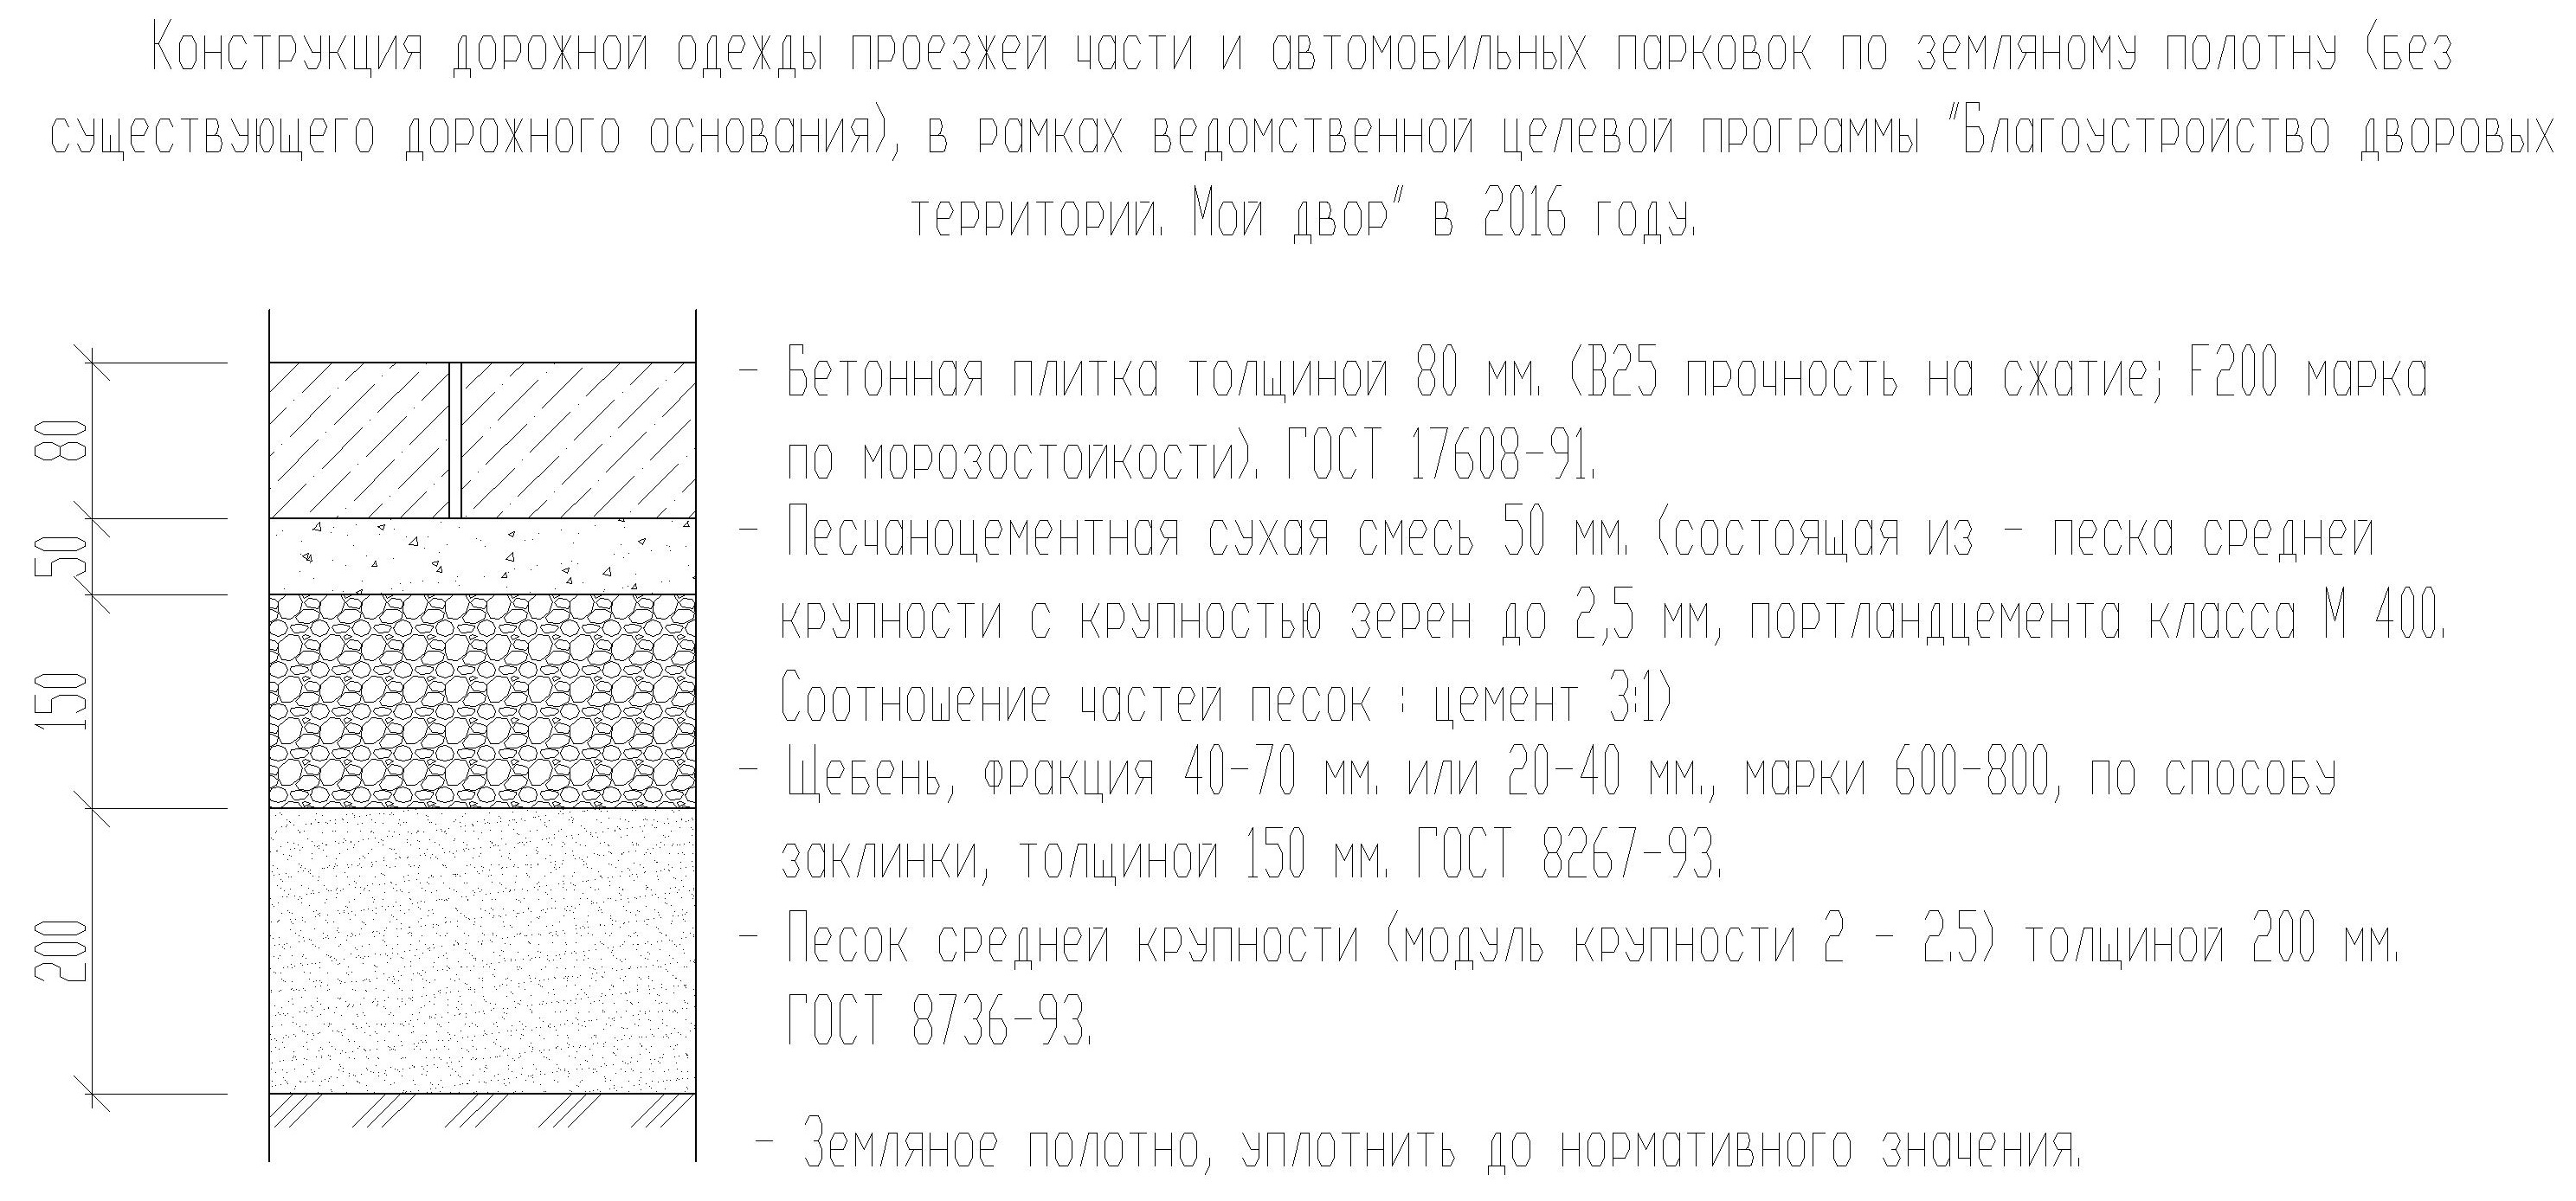 Конструкция дорожной одежды проезжей части и автомобильных парковок по земляному полотну (без
существующего дорожного основания), в рамках ведомственной целевой программы "Благоустройство дворовых
территорий. Мой двор" в 2016 году.
80
50
150
200
- Бетонная плитка толщиной 80 мм. (В25 прочность на сжатие; F200 марка
по морозостойкости). ГОСТ 17608-91.
- Песчаноцементная сухая смесь 50 мм. (состоящая из - песка средней
крупности с крупностью зерен до 2,5 мм, портландцемента класса М 400.
Соотношение частей песок : цемент 3:1)
- Щебень, фракция 40-70 мм. или 20-40 мм., марки 600-800, по способу
заклинки, толщиной 150 мм. ГОСТ 8267-93.
- Песок средней крупности (модуль крупности 2 - 2.5) толщиной 200 мм.
ГОСТ 8736-93.
- Земляное полотно, уплотнить до нормативного значения.